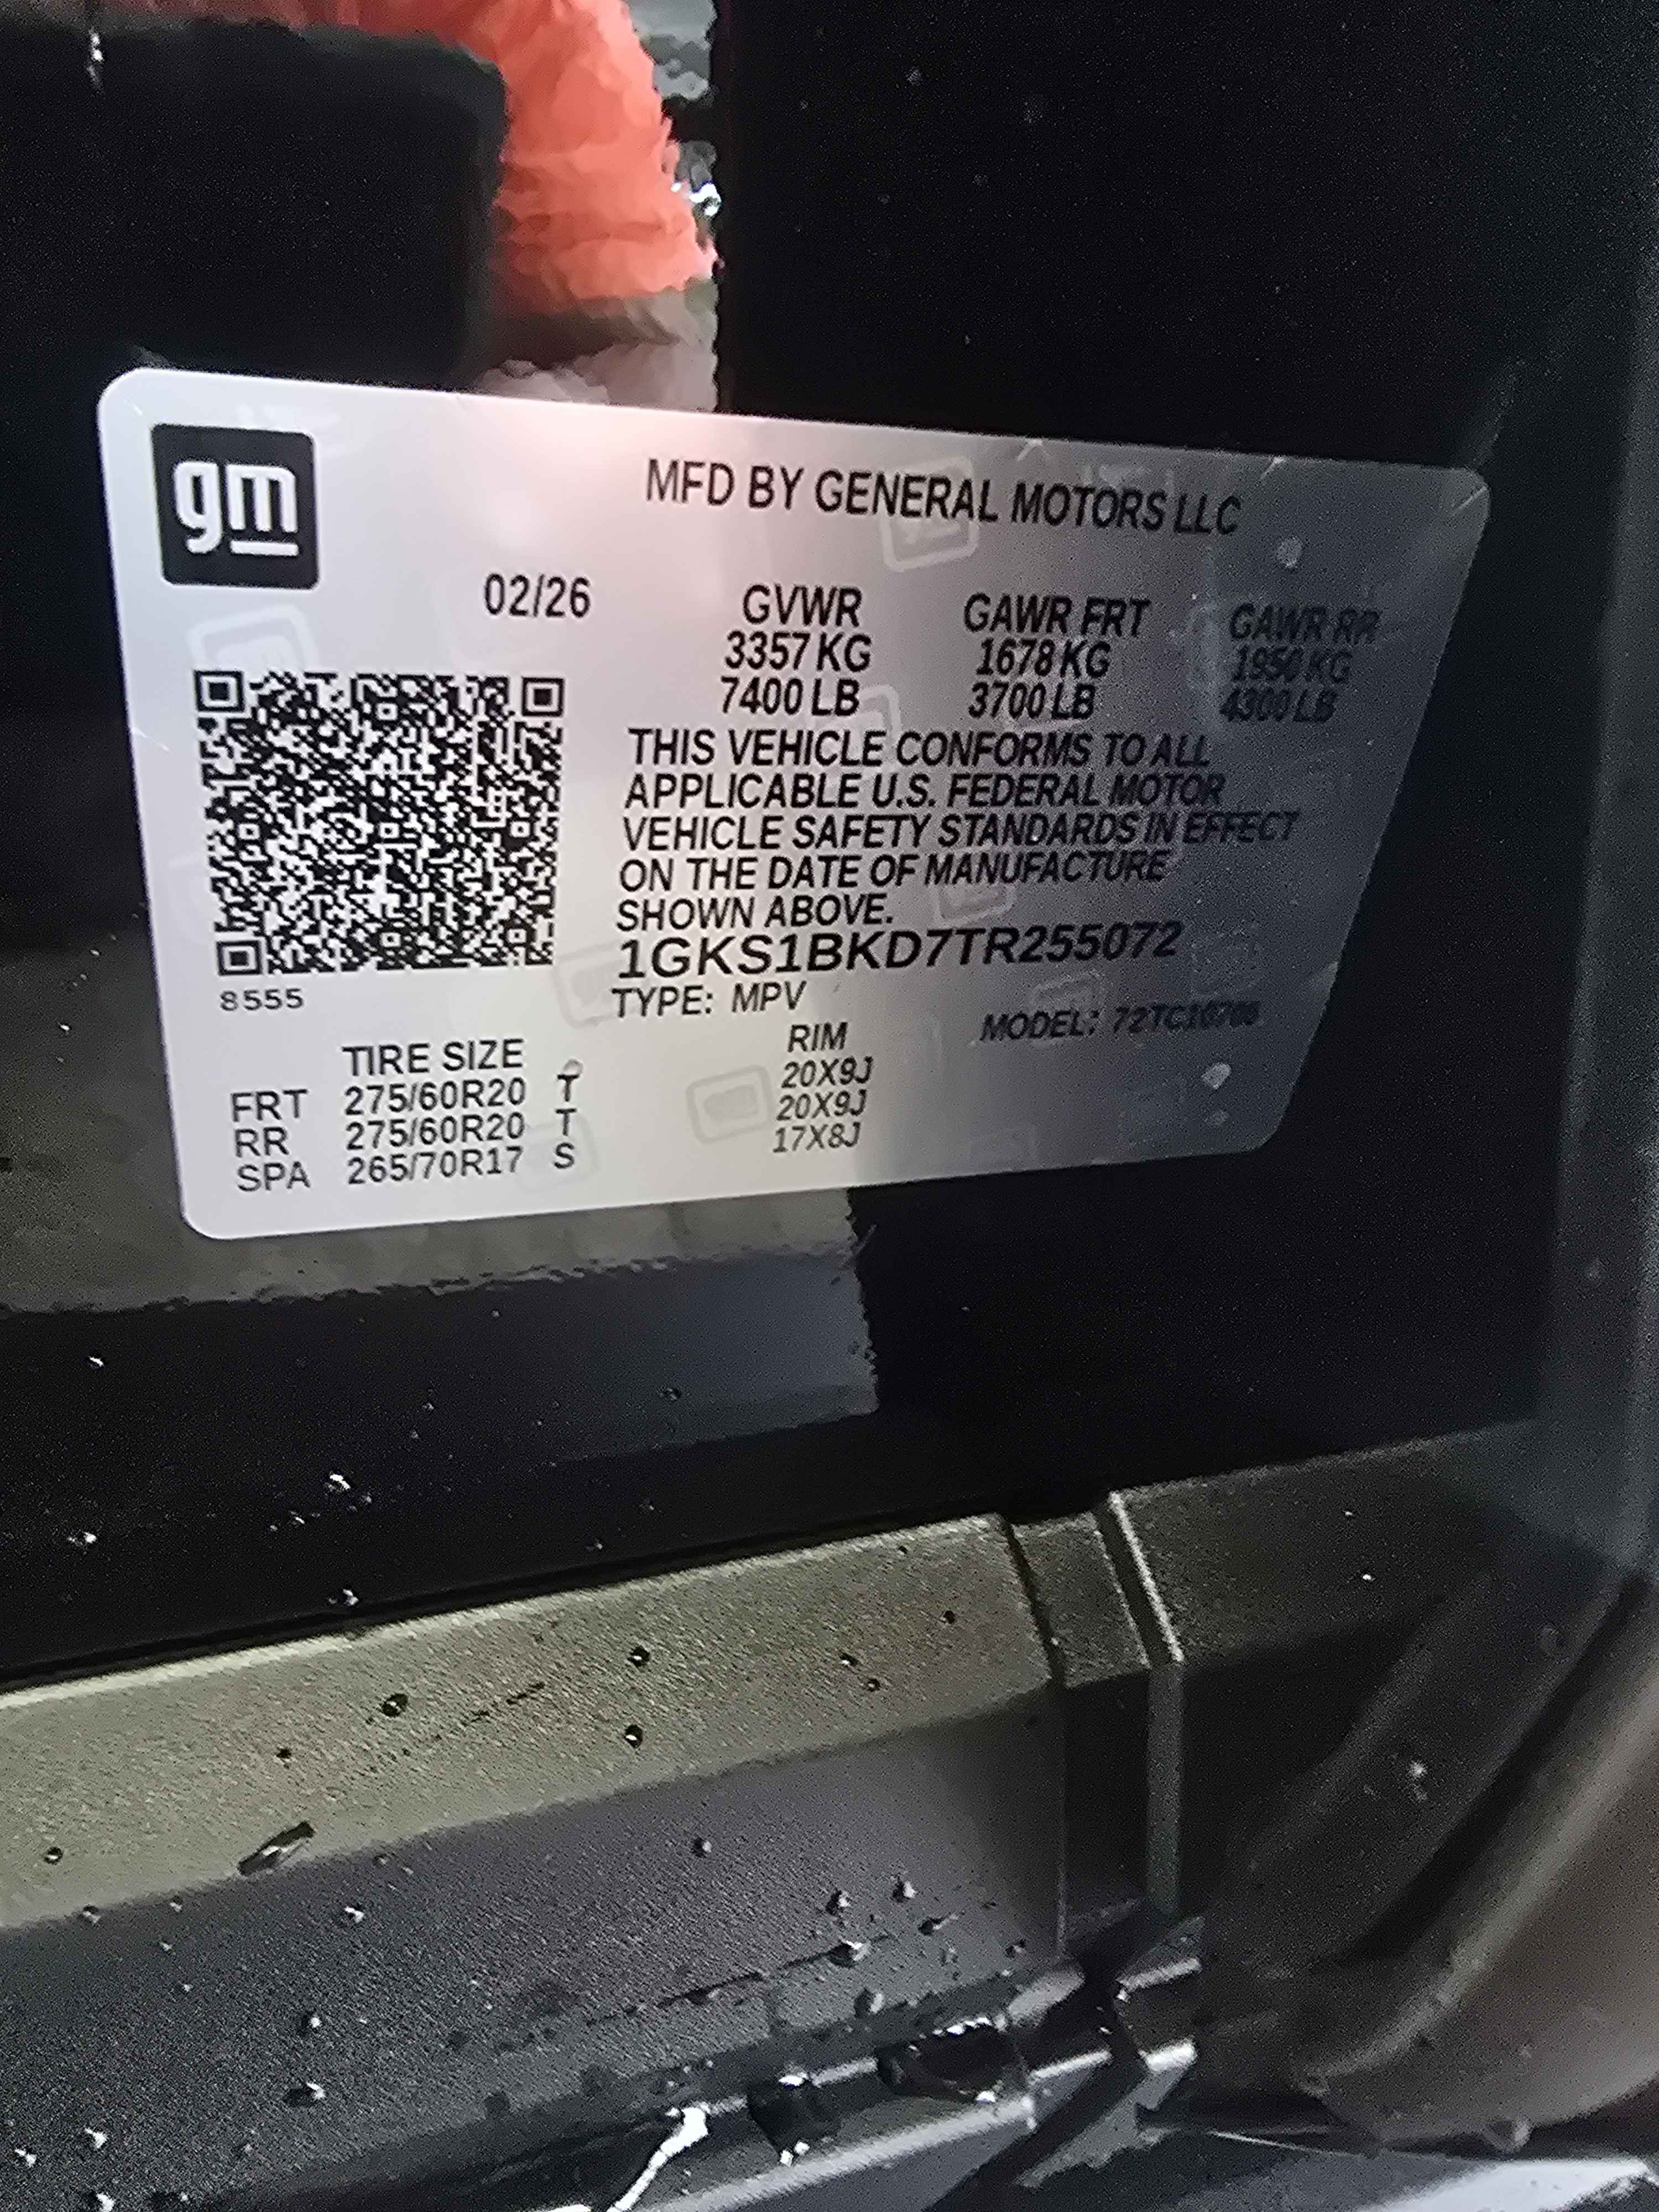 gm
MFD BY GENERAL MOTORS LLC
02/26
GVWR GAWR FRT GAWR RR
3357 KG 1678 KG 1950 KG
7400 LB 3700 LB 4300 LB
THIS VEHICLE CONFORMS TO ALL
APPLICABLE U.S. FEDERAL MOTOR
VEHICLE SAFETY STANDARDS IN EFFECT
ON THE DATE OF MANUFACTURE
SHOWN ABOVE.
1GKS1BKD7TR255072
8555
TYPE: MPV MODEL:
TIRE SIZE RIM
FRT 275/60R20 T 20X9J
RR 275/60R20 T 20X9J
SPA 265/70R17 S 17X8J